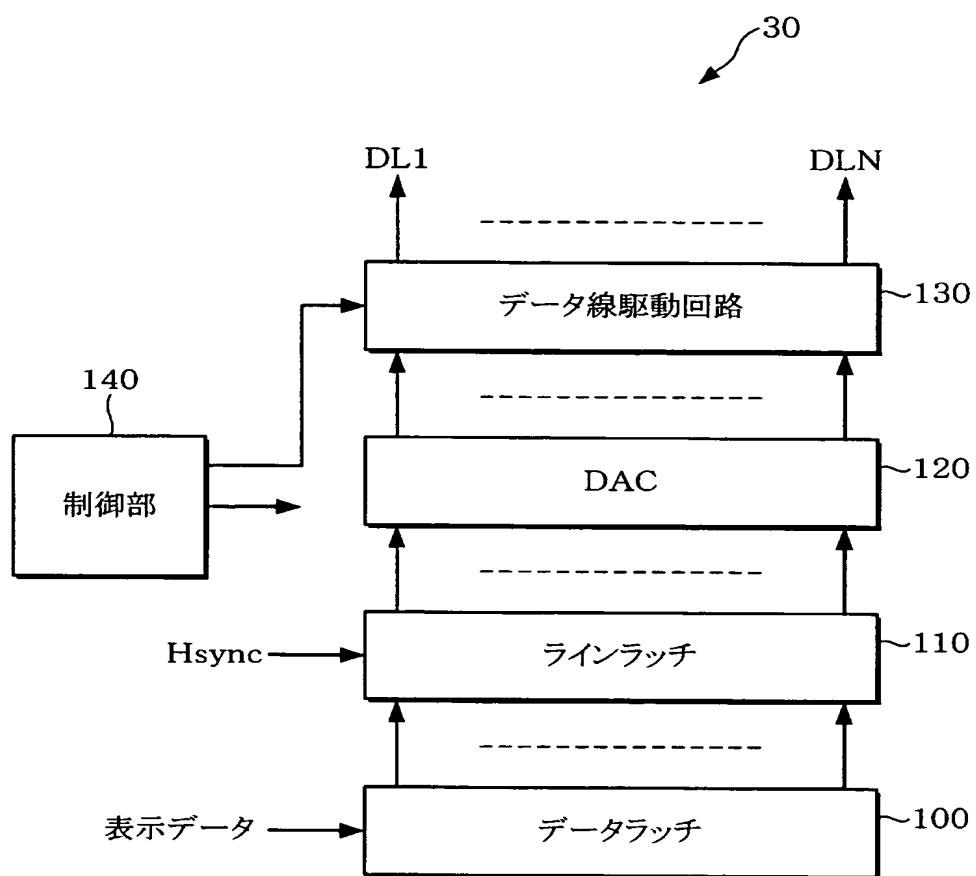 30
DL1
DLN
データ線駆動回路
130
140
制御部
DAC
120
Hsync
ラインラッチ
110
表示データ
データラッチ
100